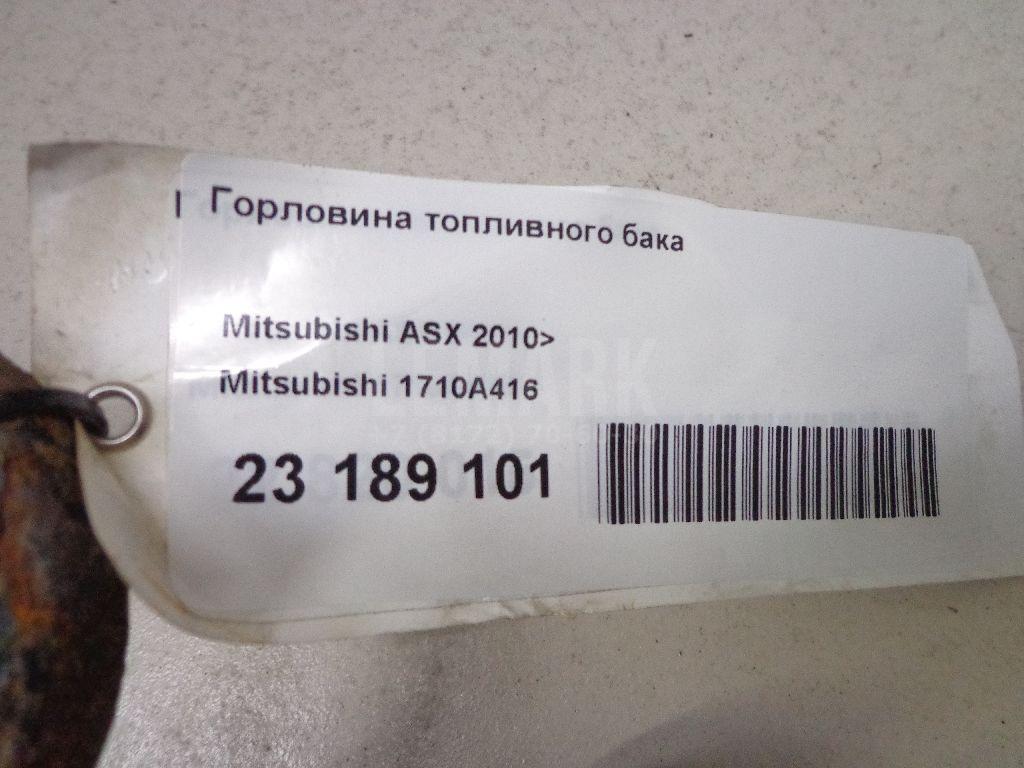 Горловина топливного бака
Mitsubishi ASX 2010>
Mitsubishi 1710A416
23 189 101